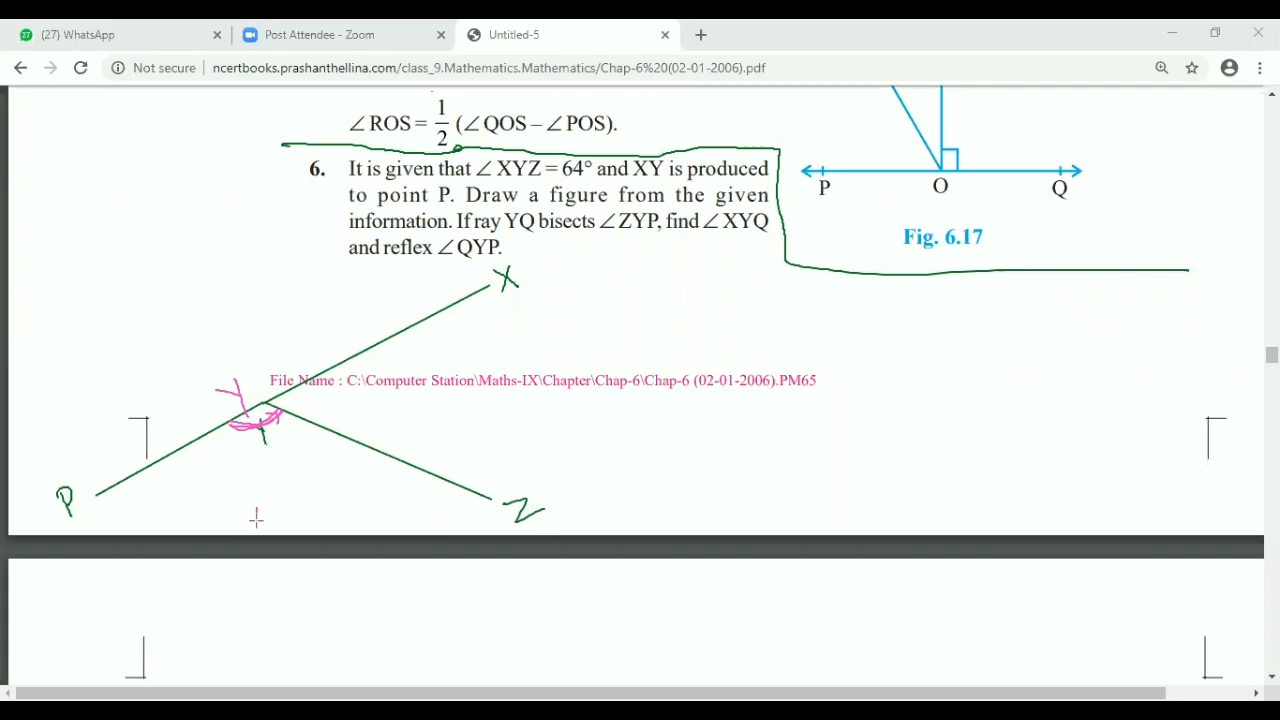 (27) WhatsApp
Post Attendee - Zoom
Untitled-5
Not secure
ncertbooks.prashanthellina.com/class_9.Mathematics.Mathematics/Chap-6%20(02-01-2006).pdf
∠ROS = 1/2 (∠QOS – ∠POS).
6. It is given that ∠XYZ = 64° and XY is produced
to point P. Draw a figure from the given
information. If ray YQ bisects ∠ZYP, find ∠XYQ
and reflex ∠QYP.
P
O
Q
Fig. 6.17
X
File Name : C:\Computer Station\Maths-IX\Chapter\Chap-6\Chap-6 (02-01-2006).PM65
Y
Y
P
Z